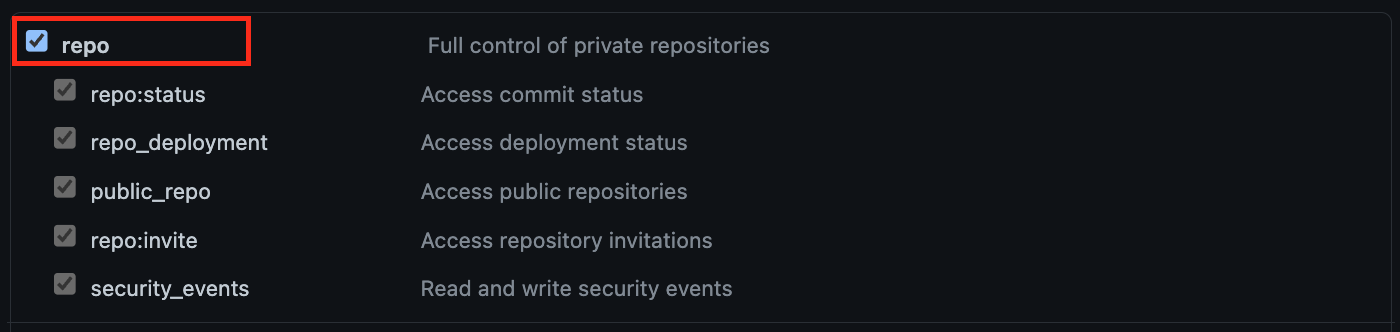 repo Full control of private repositories
repo:status Access commit status
repo_deployment Access deployment status
public_repo Access public repositories
repo:invite Access repository invitations
security_events Read and write security events